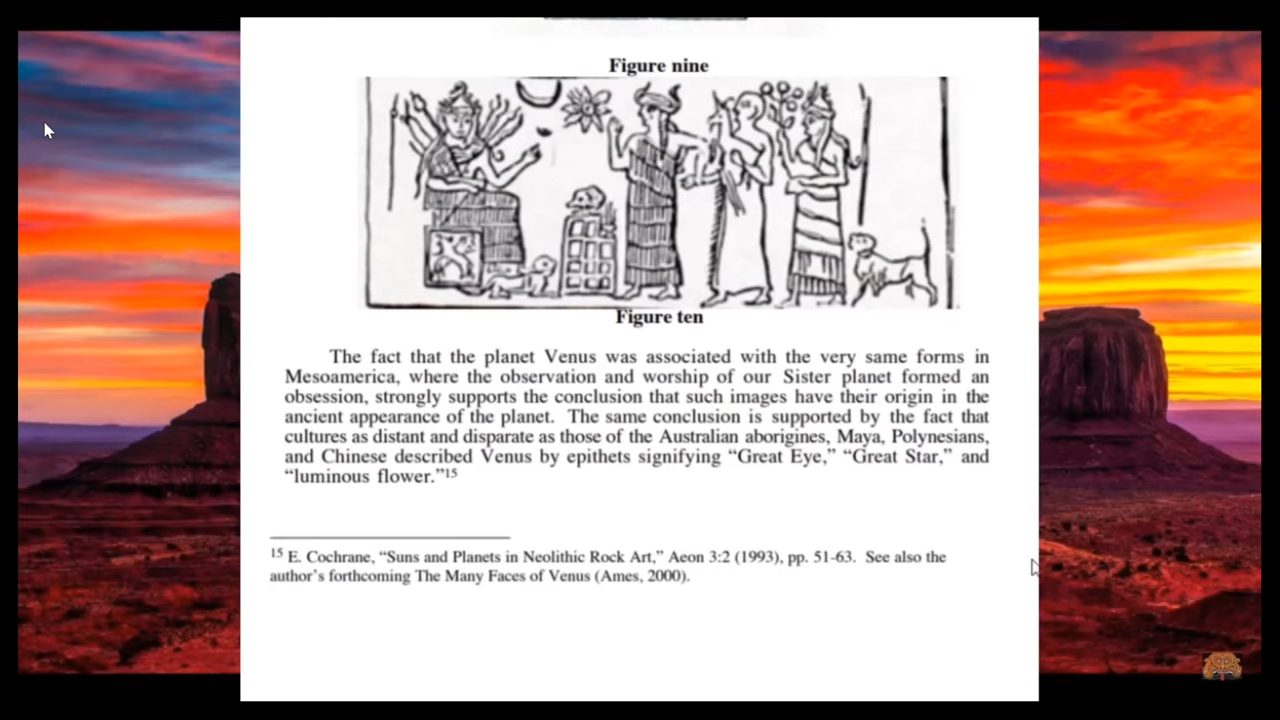 Figure nine
Figure ten
The fact that the planet Venus was associated with the very same forms in
Mesoamerica, where the observation and worship of our Sister planet formed an
obsession, strongly supports the conclusion that such images have their origin in the
ancient appearance of the planet. The same conclusion is supported by the fact that
cultures as distant and disparate as those of the Australian aborigines, Maya, Polynesians,
and Chinese described Venus by epithets signifying “Great Eye,” “Great Star,” and
“luminous flower.”15
15 E. Cochrane, “Suns and Planets in Neolithic Rock Art,” Aeon 3:2 (1993), pp. 51-63. See also the
author’s forthcoming The Many Faces of Venus (Ames, 2000).